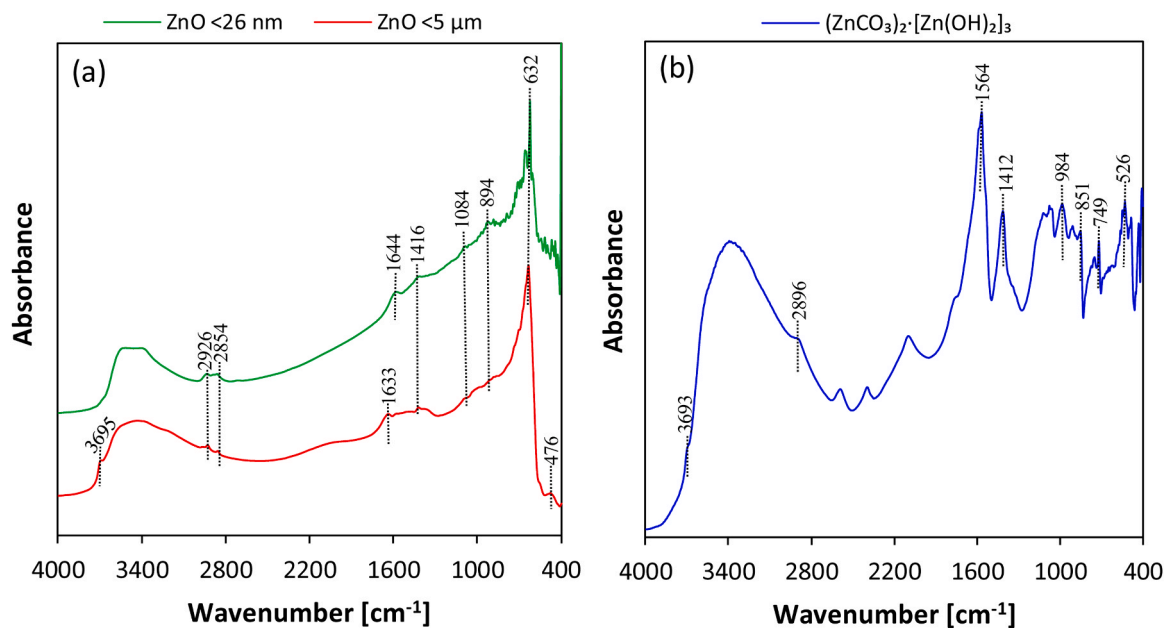 ZnO <26 nm
ZnO <5 µm
(ZnCO₃)₂·[Zn(OH)₂]₃
(a)
632
894
1084
1416
1644
2926
2854
1633
3695
476
Absorbance
4000 3400 2800 2200 1600 1000 400
Wavenumber [cm⁻¹]
(b)
1564
1412
984
851
749
526
2896
3693
Absorbance
4000 3400 2800 2200 1600 1000 400
Wavenumber [cm⁻¹]